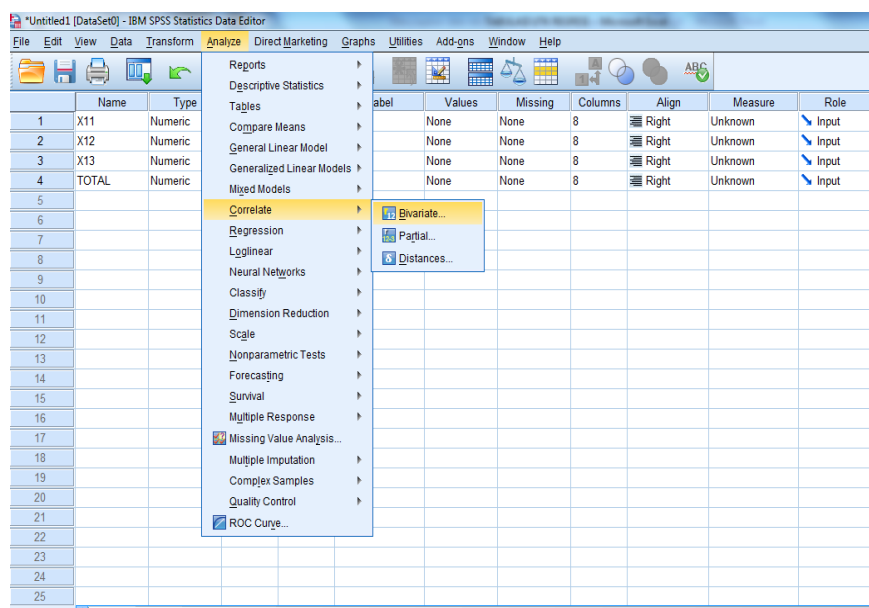 *Untitled1 [DataSet0] - IBM SPSS Statistics Data Editor
File Edit View Data Transform Analyze Direct Marketing Graphs Utilities Add-ons Window Help
Name Type abel Values Missing Columns Align Measure Role
1 X11 Numeric None None 8 Right Unknown Input
2 X12 Numeric None None 8 Right Unknown Input
3 X13 Numeric None None 8 Right Unknown Input
4 TOTAL Numeric None None 8 Right Unknown Input
5
6
7
8
9
10
11
12
13
14
15
16
17
18
19
20
21
22
23
24
25
Reports
Descriptive Statistics
Tables
Compare Means
General Linear Model
Generalized Linear Models
Mixed Models
Correlate
Regression
Loglinear
Neural Networks
Classify
Dimension Reduction
Scale
Nonparametric Tests
Forecasting
Survival
Multiple Response
Missing Value Analysis...
Multiple Imputation
Complex Samples
Quality Control
ROC Curve...
Bivariate...
Partial...
Distances...